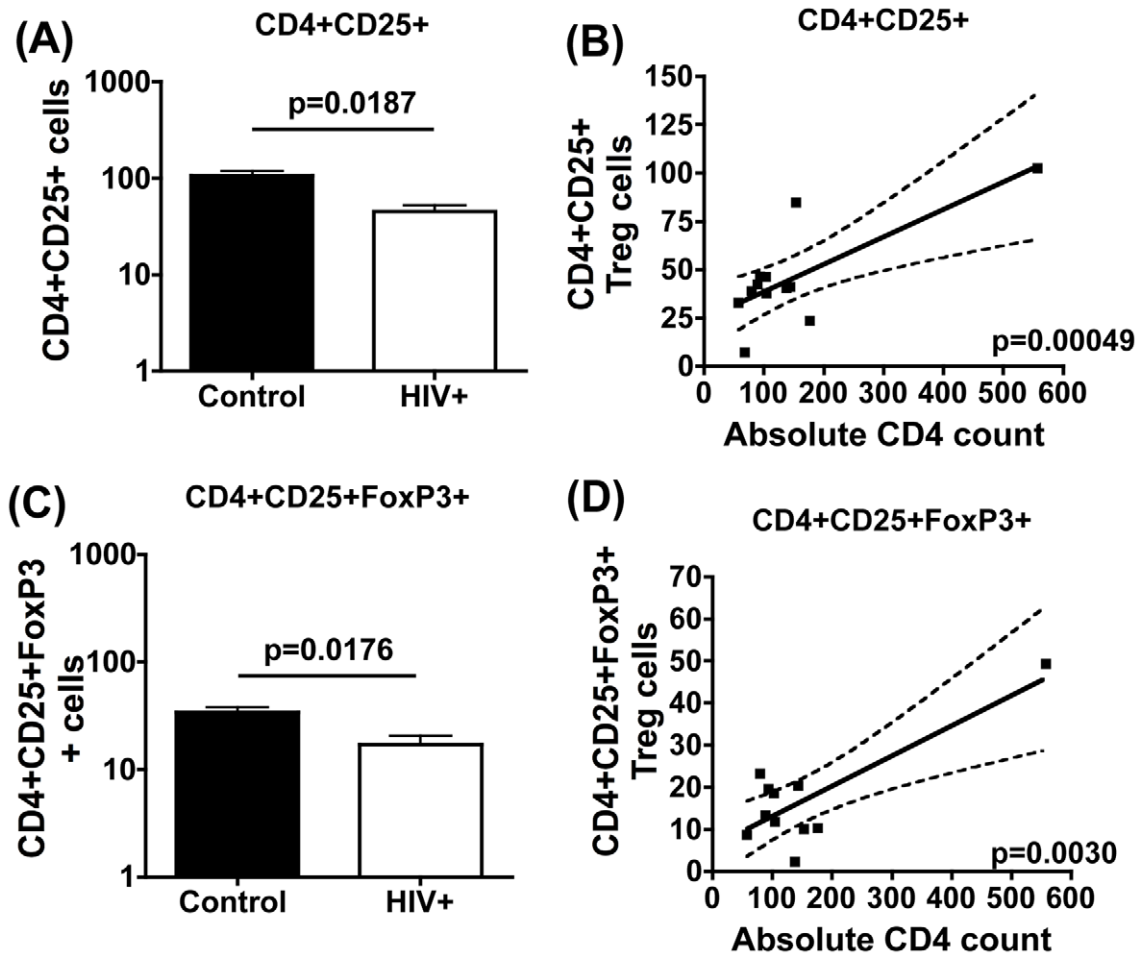 (A)
CD4+CD25+
CD4+CD25+ cells
1000
100
10
1
p=0.0187
Control
HIV+
(B)
CD4+CD25+
CD4+CD25+
Treg cells
150
125
100
75
50
25
0
p=0.00049
0 100 200 300 400 500 600
Absolute CD4 count
(C)
CD4+CD25+FoxP3+
CD4+CD25+FoxP3
+ cells
1000
100
10
1
p=0.0176
Control
HIV+
(D)
CD4+CD25+FoxP3+
CD4+CD25+FoxP3+
Treg cells
70
60
50
40
30
20
10
0
p=0.0030
0 100 200 300 400 500 600
Absolute CD4 count